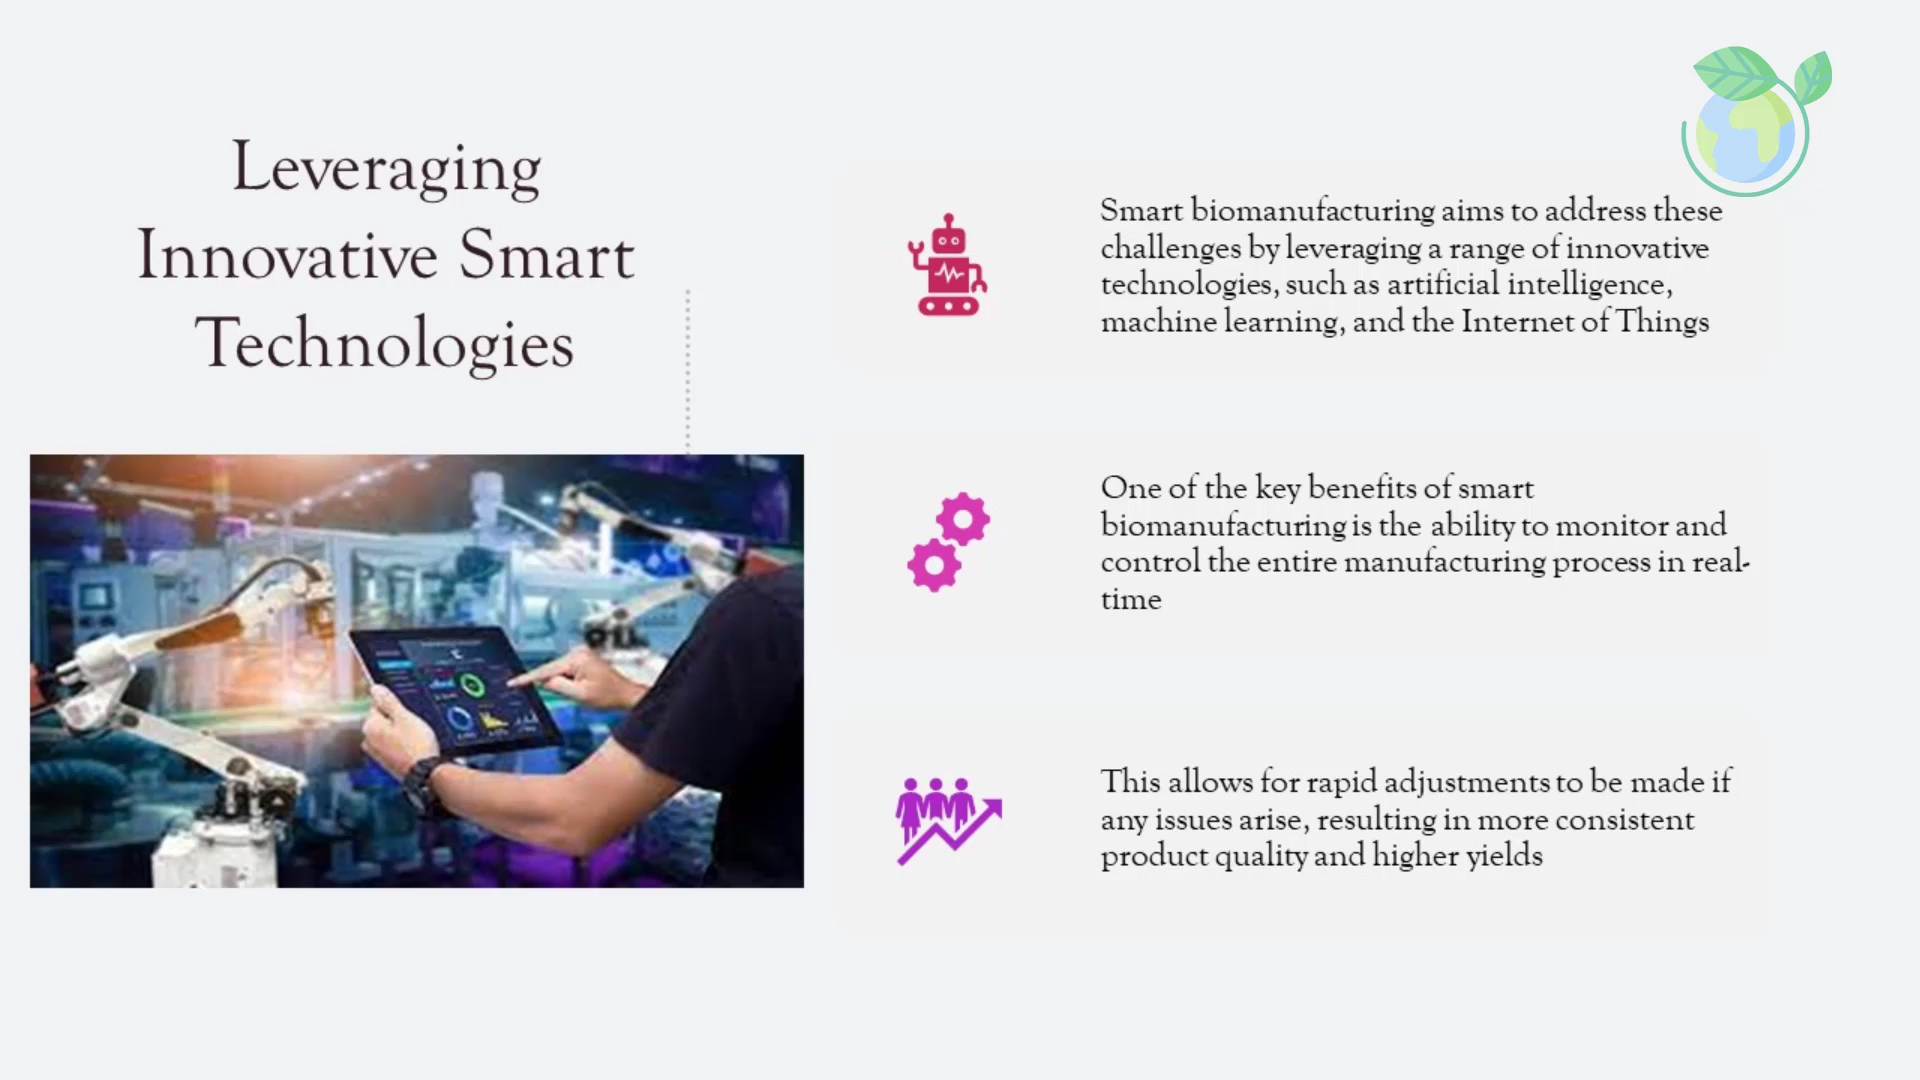 Leveraging
Innovative Smart
Technologies
Smart biomanufacturing aims to address these
challenges by leveraging a range of innovative
technologies, such as artificial intelligence,
machine learning, and the Internet of Things
One of the key benefits of smart
biomanufacturing is the ability to monitor and
control the entire manufacturing process in real-
time
This allows for rapid adjustments to be made if
any issues arise, resulting in more consistent
product quality and higher yields